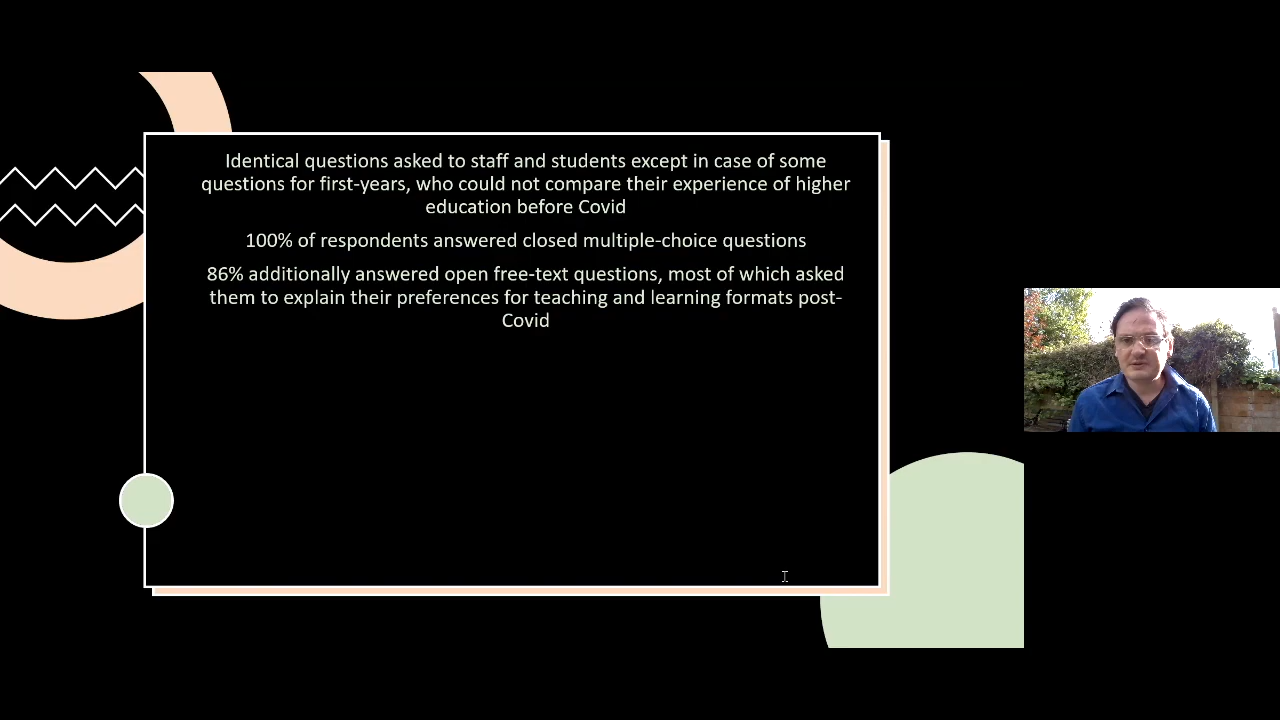 Identical questions asked to staff and students except in case of some
questions for first-years, who could not compare their experience of higher
education before Covid
100% of respondents answered closed multiple-choice questions
86% additionally answered open free-text questions, most of which asked
them to explain their preferences for teaching and learning formats post-
Covid